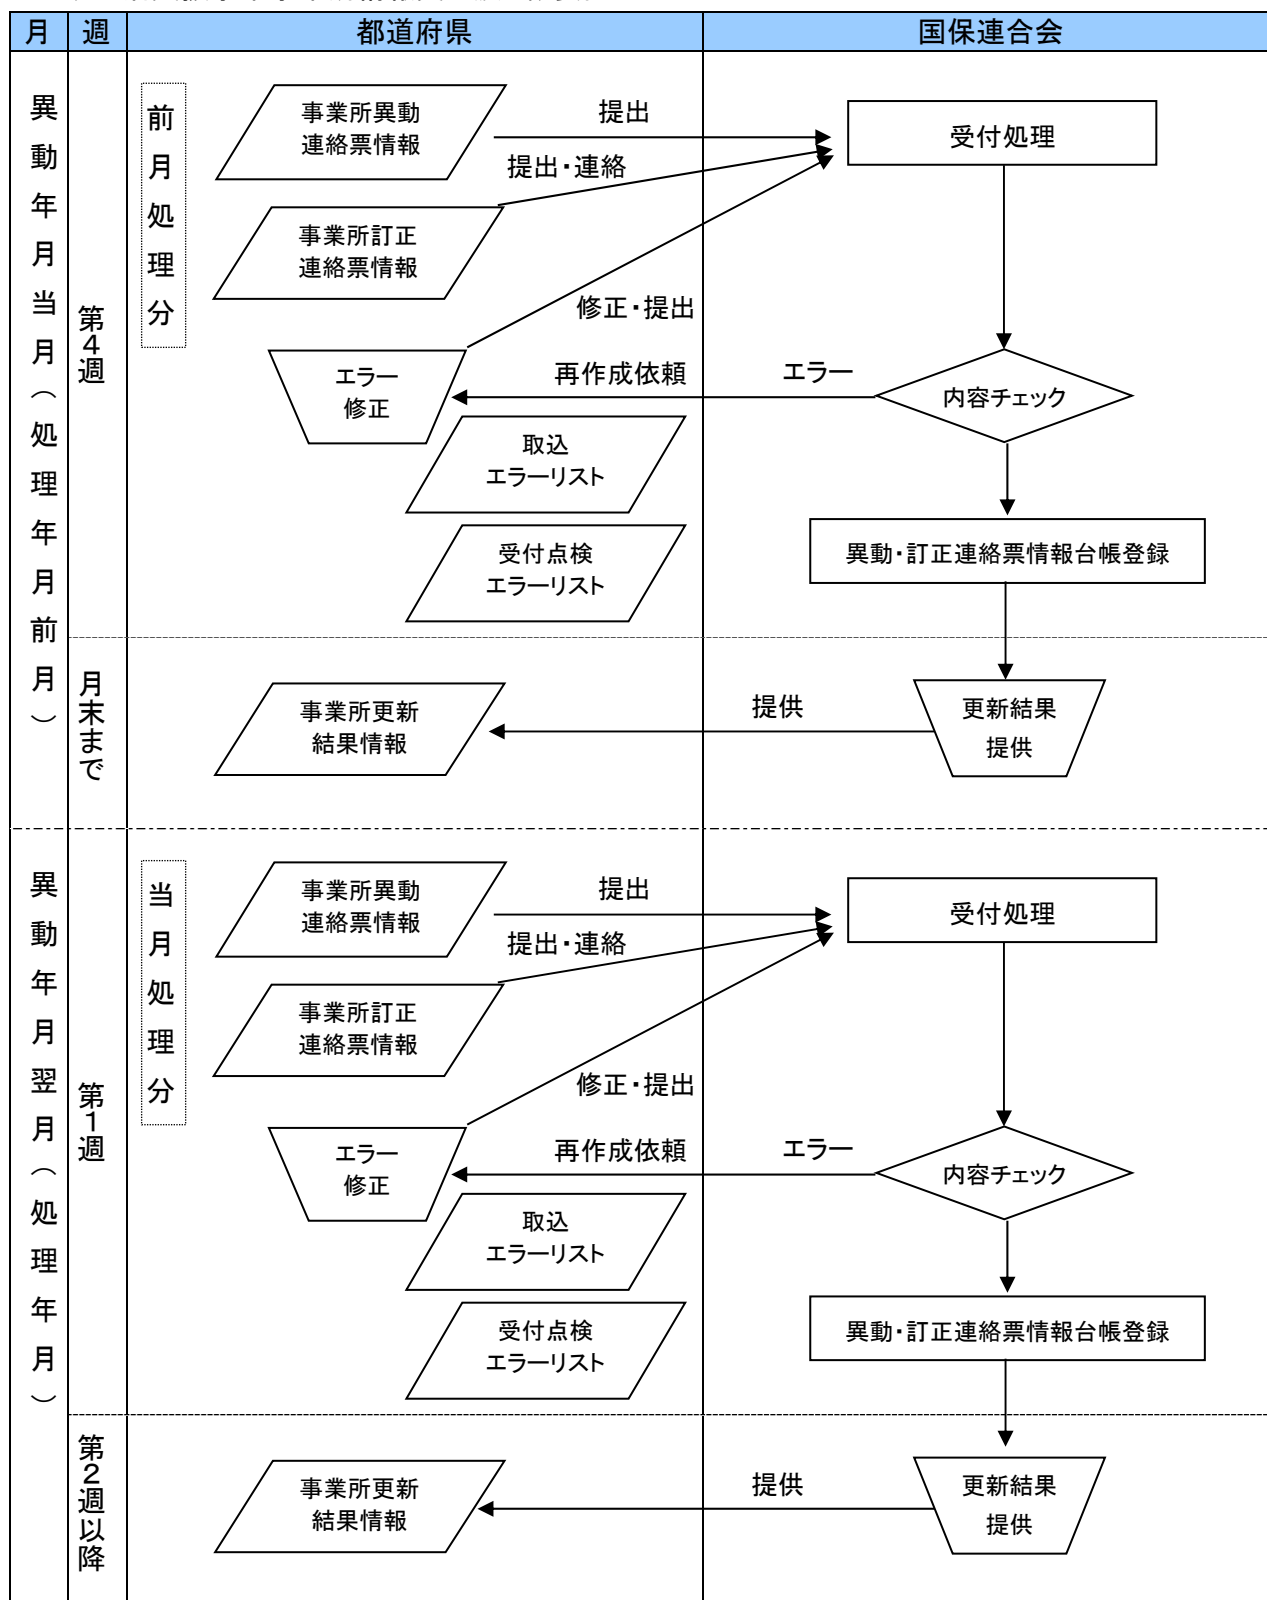 月
週
都道府県
国保連合会
異動年月当月（処理年月前月）
第4週
前月処理分
事業所異動
連絡票情報
提出
受付処理
提出・連絡
事業所訂正
連絡票情報
修正・提出
エラー
修正
再作成依頼
エラー
内容チェック
取込
エラーリスト
受付点検
エラーリスト
異動・訂正連絡票情報台帳登録
月末まで
事業所更新
結果情報
提供
更新結果
提供
異動年月翌月（処理年月）
第1週
当月処理分
事業所異動
連絡票情報
提出
受付処理
提出・連絡
事業所訂正
連絡票情報
修正・提出
エラー
修正
再作成依頼
エラー
内容チェック
取込
エラーリスト
受付点検
エラーリスト
異動・訂正連絡票情報台帳登録
第2週以降
事業所更新
結果情報
提供
更新結果
提供